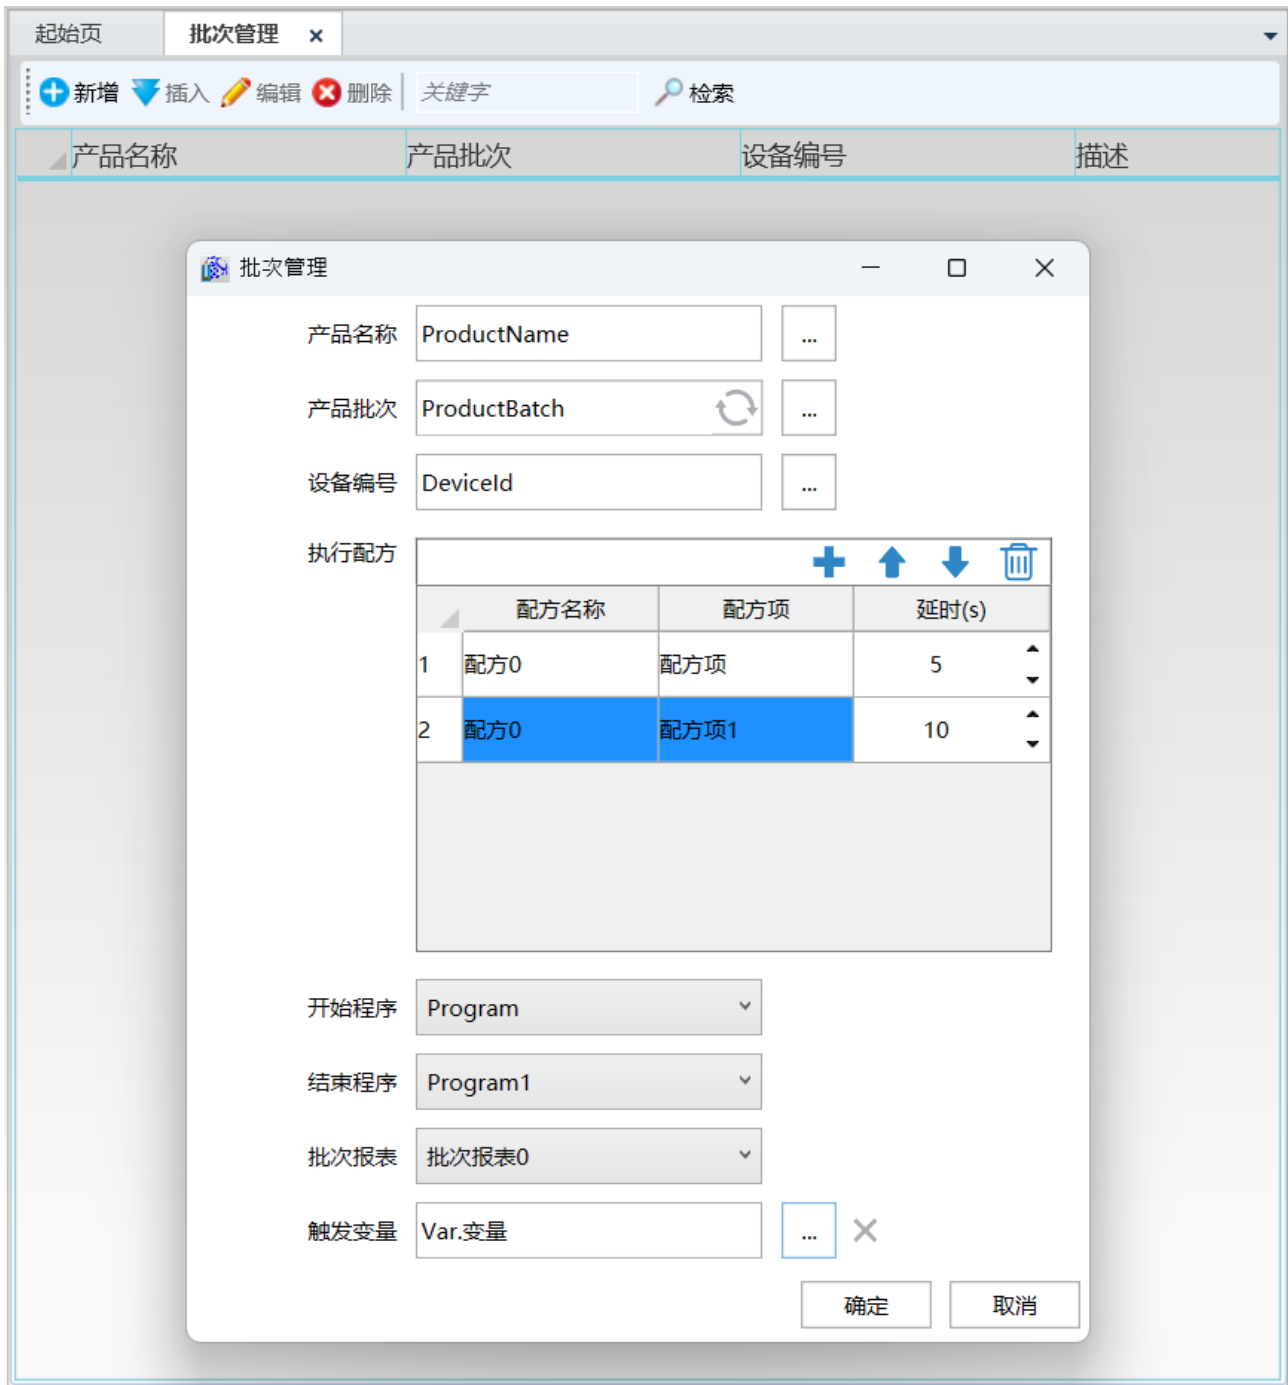 起始页 批次管理 ×
新增 插入 编辑 删除 关键字 检索
产品名称 产品批次 设备编号 描述
批次管理
产品名称 ProductName ...
产品批次 ProductBatch ...
设备编号 DeviceId ...
执行配方
配方名称 配方项 延时(s)
1 配方0 配方项 5
2 配方0 配方项1 10
开始程序 Program
结束程序 Program1
批次报表 批次报表0
触发变量 Var.变量 ...
确定 取消